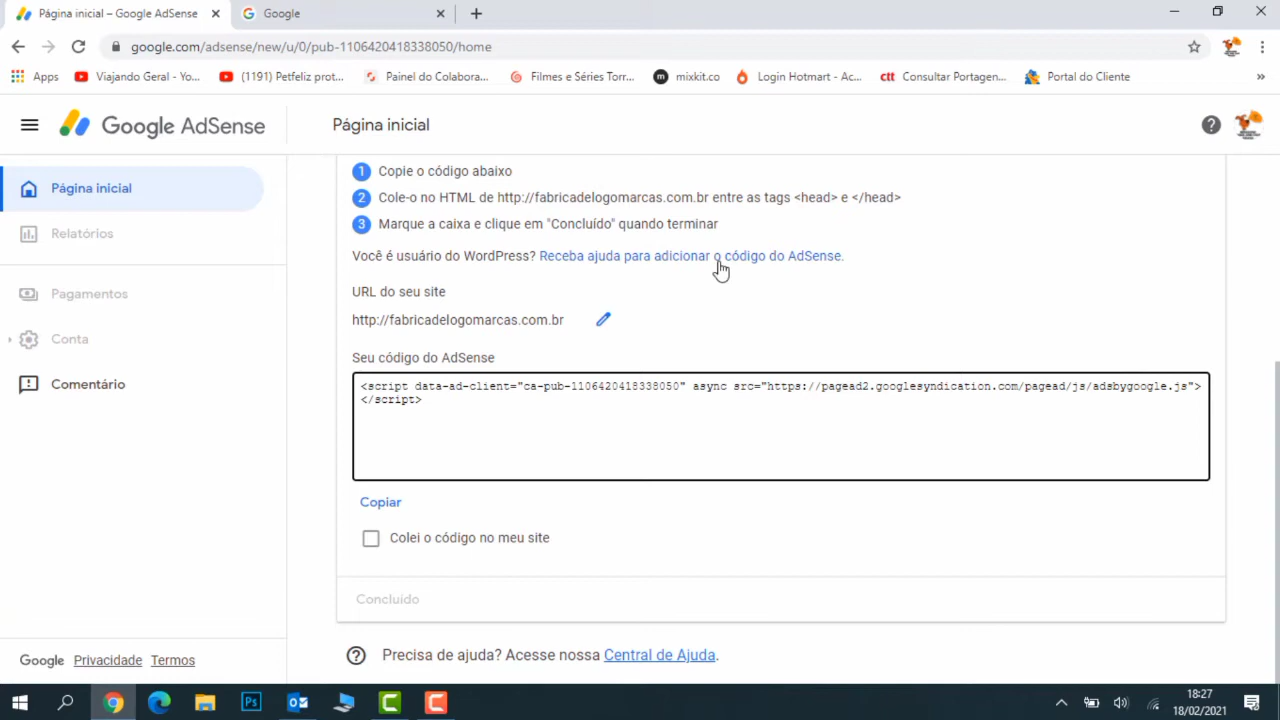 Página inicial – Google AdSense
Google
google.com/adsense/new/u/0/pub-1106420418338050/home
Apps
Viajando Geral - Yo...
(1191) Petfeliz prot...
Painel do Colabora...
Filmes e Séries Torr...
m
mixkit.co
Login Hotmart - Ac...
ctt
Consultar Portagen...
Portal do Cliente
»
Google AdSense
Página inicial
Página inicial
Relatórios
Pagamentos
Conta
Comentário
1 Copie o código abaixo
2 Cole-o no HTML de http://fabricadelogomarcas.com.br entre as tags <head> e </head>
3 Marque a caixa e clique em "Concluído" quando terminar
Você é usuário do WordPress? Receba ajuda para adicionar o código do AdSense.
URL do seu site
http://fabricadelogomarcas.com.br
Seu código do AdSense
<script data-ad-client="ca-pub-1106420418338050" async src="https://pagead2.googlesyndication.com/pagead/js/adsbygoogle.js">
</script>
Copiar
Colei o código no meu site
Concluído
Precisa de ajuda? Acesse nossa Central de Ajuda.
Google Privacidade Termos
Ps
18:27
18/02/2021